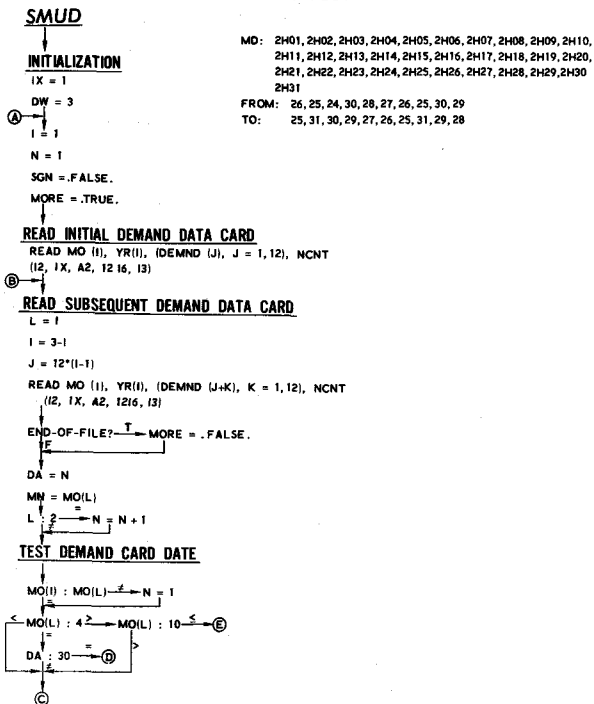 SMUD
INITIALIZATION
IX = 1
DW = 3
A
I = 1
N = 1
SGN = .FALSE.
MORE = .TRUE.
MD: 2H01, 2H02, 2H03, 2H04, 2H05, 2H06, 2H07, 2H08, 2H09, 2H10,
2H11, 2H12, 2H13, 2H14, 2H15, 2H16, 2H17, 2H18, 2H19, 2H20,
2H21, 2H22, 2H23, 2H24, 2H25, 2H26, 2H27, 2H28, 2H29, 2H30
2H31
FROM: 26, 25, 24, 30, 28, 27, 26, 25, 30, 29
TO: 25, 31, 30, 29, 27, 26, 25, 31, 29, 28
READ INITIAL DEMAND DATA CARD
READ MO (I), YR(I), (DEMND (J), J = 1,12), NCNT
(I2, 1X, A2, 12I6, I3)
B
READ SUBSEQUENT DEMAND DATA CARD
L = I
I = 3-I
J = 12*(I-1)
READ MO (I), YR(I), (DEMND (J+K), K = 1,12), NCNT
(I2, 1X, A2, 12I6, I3)
END-OF-FILE? T MORE = .FALSE.
F
DA = N
MN = MO(L)
L : 2 = N = N + 1
≠
TEST DEMAND CARD DATE
MO(I) : MO(L) ≠ N = 1
=
< MO(L) : 4 > MO(L) : 10 ≤ E
= >
DA : 30 = D
≠
C